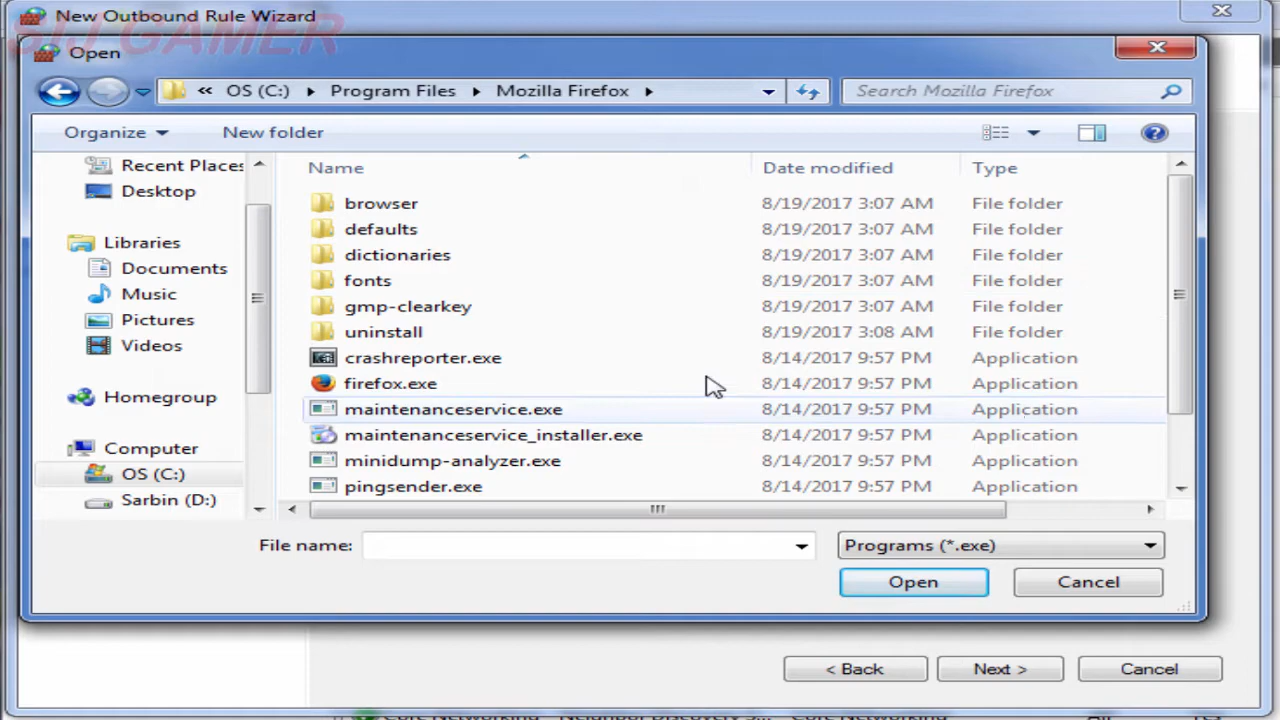 New Outbound Rule Wizard
SIJ GAMER
Open
« OS (C:) Program Files Mozilla Firefox
Search Mozilla Firefox
Organize New folder
Recent Places
Desktop
Libraries
Documents
Music
Pictures
Videos
Homegroup
Computer
OS (C:)
Sarbin (D:)
Name Date modified Type
browser 8/19/2017 3:07 AM File folder
defaults 8/19/2017 3:07 AM File folder
dictionaries 8/19/2017 3:07 AM File folder
fonts 8/19/2017 3:07 AM File folder
gmp-clearkey 8/19/2017 3:07 AM File folder
uninstall 8/19/2017 3:08 AM File folder
crashreporter.exe 8/14/2017 9:57 PM Application
firefox.exe 8/14/2017 9:57 PM Application
maintenanceservice.exe 8/14/2017 9:57 PM Application
maintenanceservice_installer.exe 8/14/2017 9:57 PM Application
minidump-analyzer.exe 8/14/2017 9:57 PM Application
pingsender.exe 8/14/2017 9:57 PM Application
File name: Programs (*.exe)
Open Cancel
< Back Next > Cancel